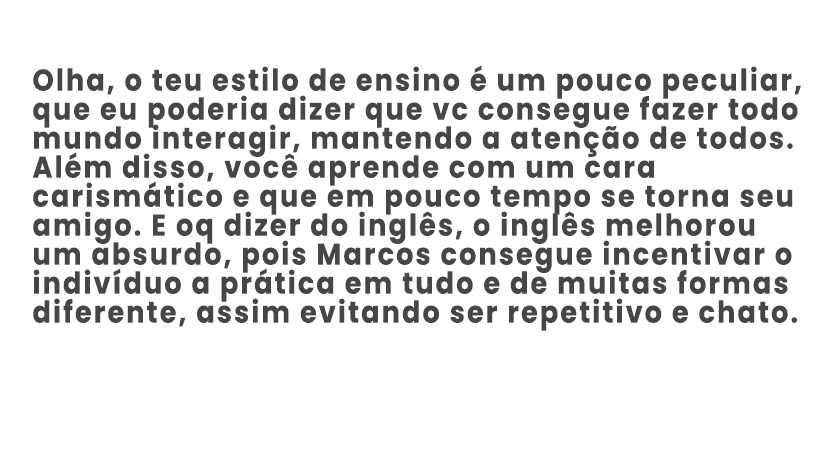 Olha, o teu estilo de ensino é um pouco peculiar,
que eu poderia dizer que vc consegue fazer todo
mundo interagir, mantendo a atenção de todos.
Além disso, você aprende com um cara
carismático e que em pouco tempo se torna seu
amigo. E oq dizer do inglês, o inglês melhorou
um absurdo, pois Marcos consegue incentivar o
indivíduo a prática em tudo e de muitas formas
diferente, assim evitando ser repetitivo e chato.